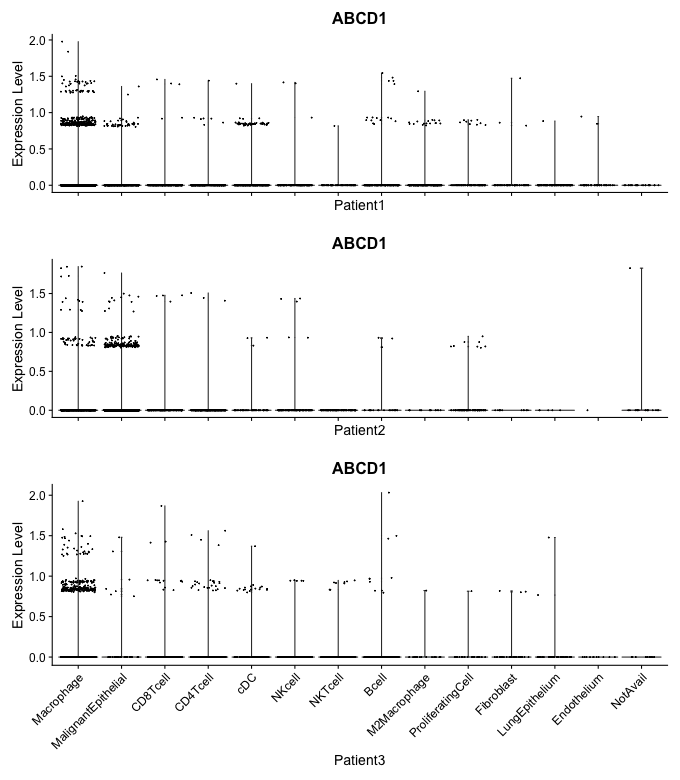 ABCD1
Expression Level
2.0
1.5
1.0
0.5
0.0
Patient1
ABCD1
Expression Level
1.5
1.0
0.5
0.0
Patient2
ABCD1
Expression Level
2.0
1.5
1.0
0.5
0.0
Macrophage
MalignantEpithelial
CD8Tcell
CD4Tcell
cDC
NKcell
NKTcell
Bcell
M2Macrophage
ProliferatingCell
Fibroblast
LungEpithelium
Endothelium
NotAvail
Patient3